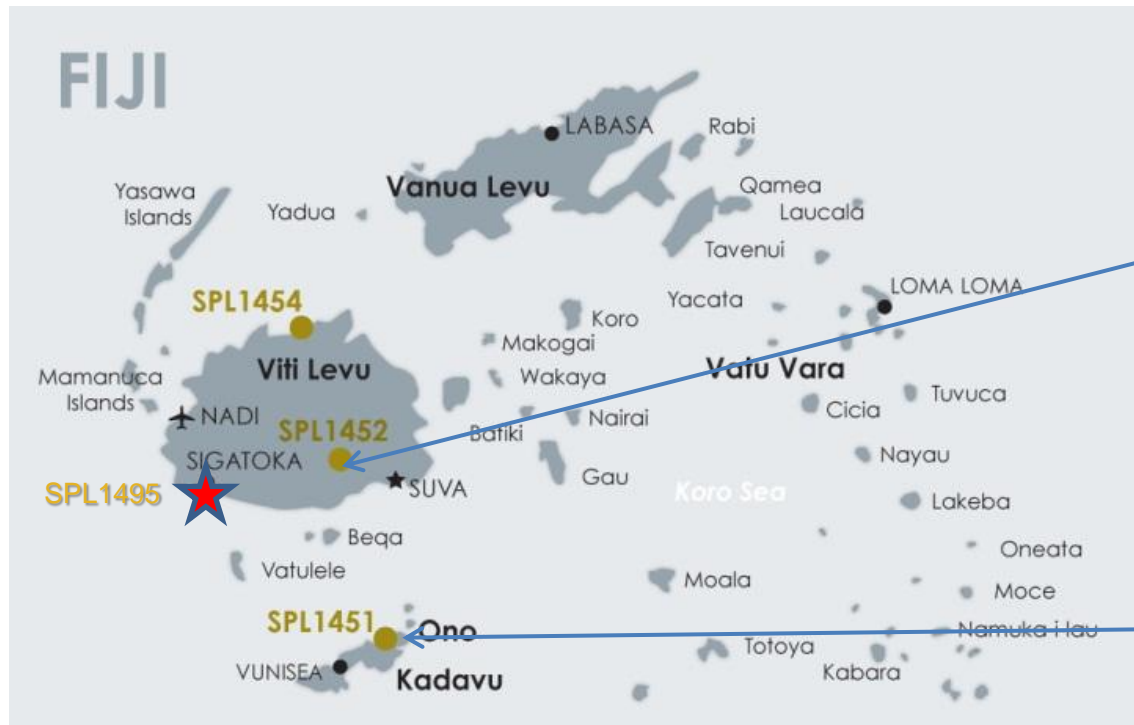 FIJI
LABASA
Rabi
Vanua Levu
Qamea
Laucala
Yasawa
Islands
Yadua
Tavenui
SPL1454
Yacata
LOMA LOMA
Koro
Makogai
Viti Levu
Vatu Vara
Mamanuca
Islands
Wakaya
Tuvuca
NADI
Cicia
SPL1452
Batiki
Nairai
SIGATOKA
Nayau
Gau
SUVA
Koro Sea
SPL1495
Lakeba
Beqa
Oneata
Vatulele
Moala
Moce
SPL1451
Ono
Namuka i lau
Totoya
VUNISEA
Kadavu
Kabara